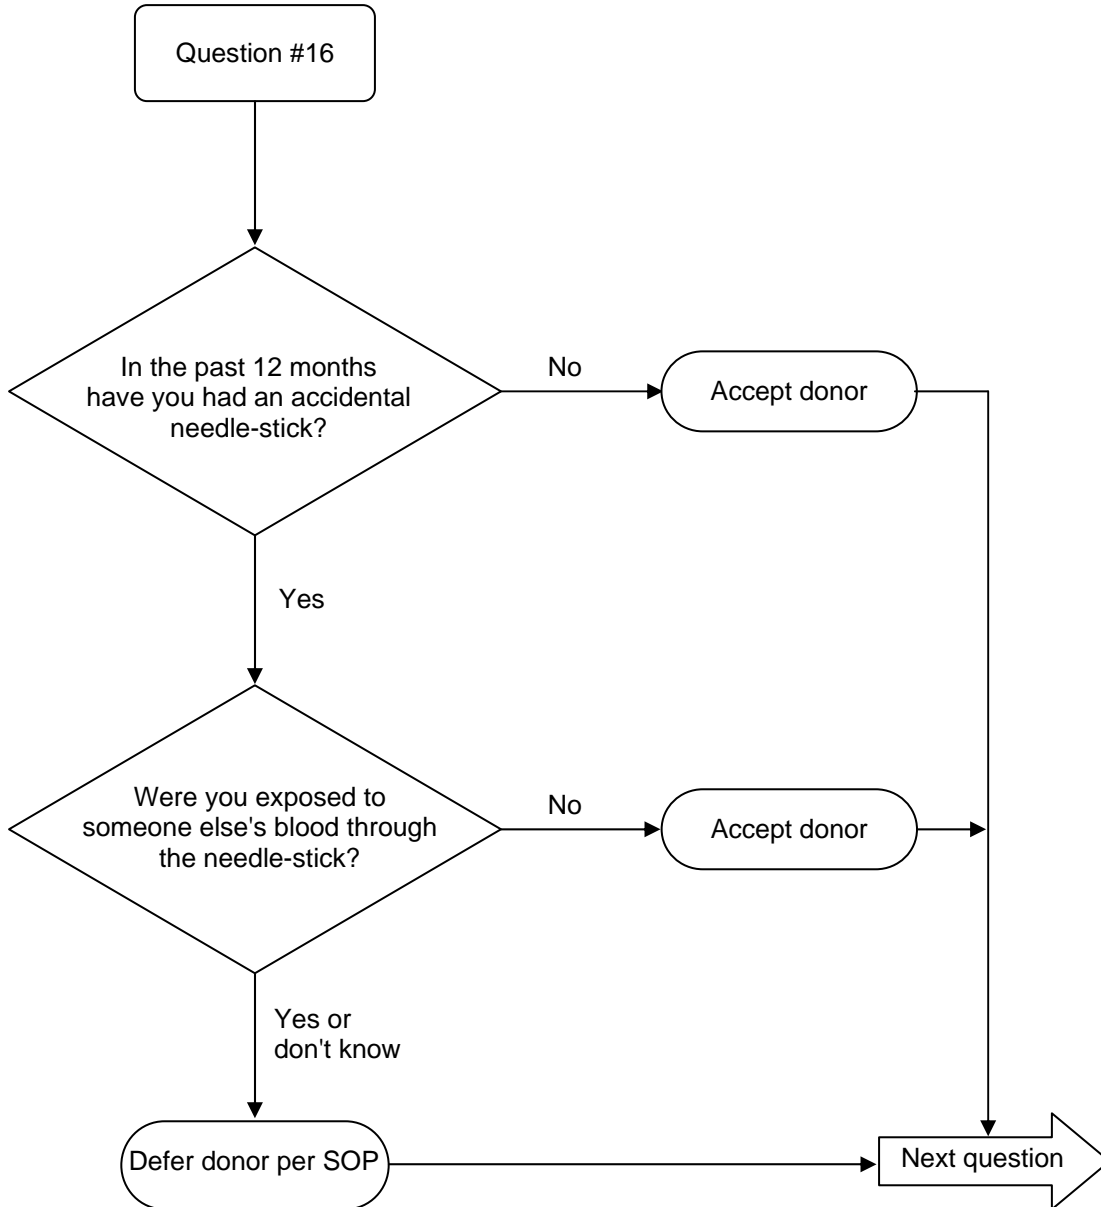 Question #16
In the past 12 months
have you had an accidental
needle-stick?
No
Accept donor
Yes
Were you exposed to
someone else's blood through
the needle-stick?
No
Accept donor
Yes or
don't know
Defer donor per SOP
Next question